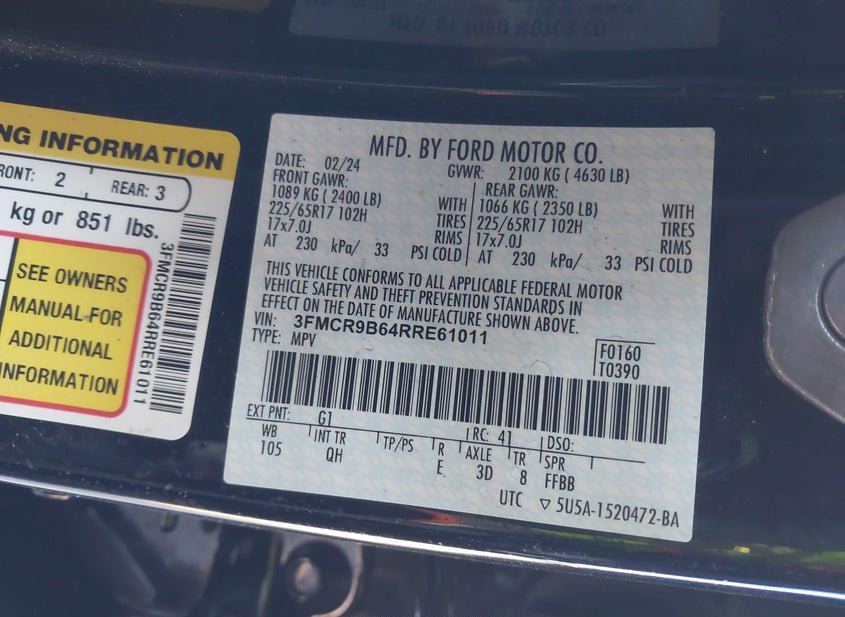 MFD. BY FORD MOTOR CO
NG INFORMATION
RONT: 2 REAR: 3
kg or 851 lbs.
SEE OWNERS
MANUAL FOR
ADDITIONAL
INFORMATION
3FMCR9B64RRE61011
MFD. BY FORD MOTOR CO.
DATE: 02/24 GVWR: 2100 KG ( 4630 LB)
FRONT GAWR: REAR GAWR:
1089 KG ( 2400 LB) WITH 1066 KG ( 2350 LB) WITH
225/65R17 102H TIRES 225/65R17 102H TIRES
17x7.0J RIMS 17x7.0J RIMS
AT 230 kPa/ 33 PSI COLD AT 230 kPa/ 33 PSI COLD
THIS VEHICLE CONFORMS TO ALL APPLICABLE FEDERAL MOTOR
VEHICLE SAFETY AND THEFT PREVENTION STANDARDS IN
EFFECT ON THE DATE OF MANUFACTURE SHOWN ABOVE.
VIN: 3FMCR9B64RRE61011
TYPE: MPV
F0160
T0390
EXT PNT: G1 RC: 41 DSO:
WB INT TR TP/PS R AXLE TR SPR
105 QH E 3D 8 FFBB
UTC ▽ 5U5A-1520472-BA